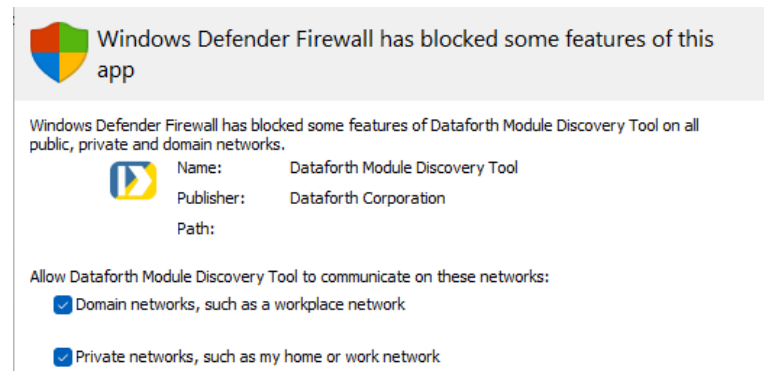 Windows Defender Firewall has blocked some features of this
app
Windows Defender Firewall has blocked some features of Dataforth Module Discovery Tool on all
public, private and domain networks.
Name: Dataforth Module Discovery Tool
Publisher: Dataforth Corporation
Path:
Allow Dataforth Module Discovery Tool to communicate on these networks:
Domain networks, such as a workplace network
Private networks, such as my home or work network